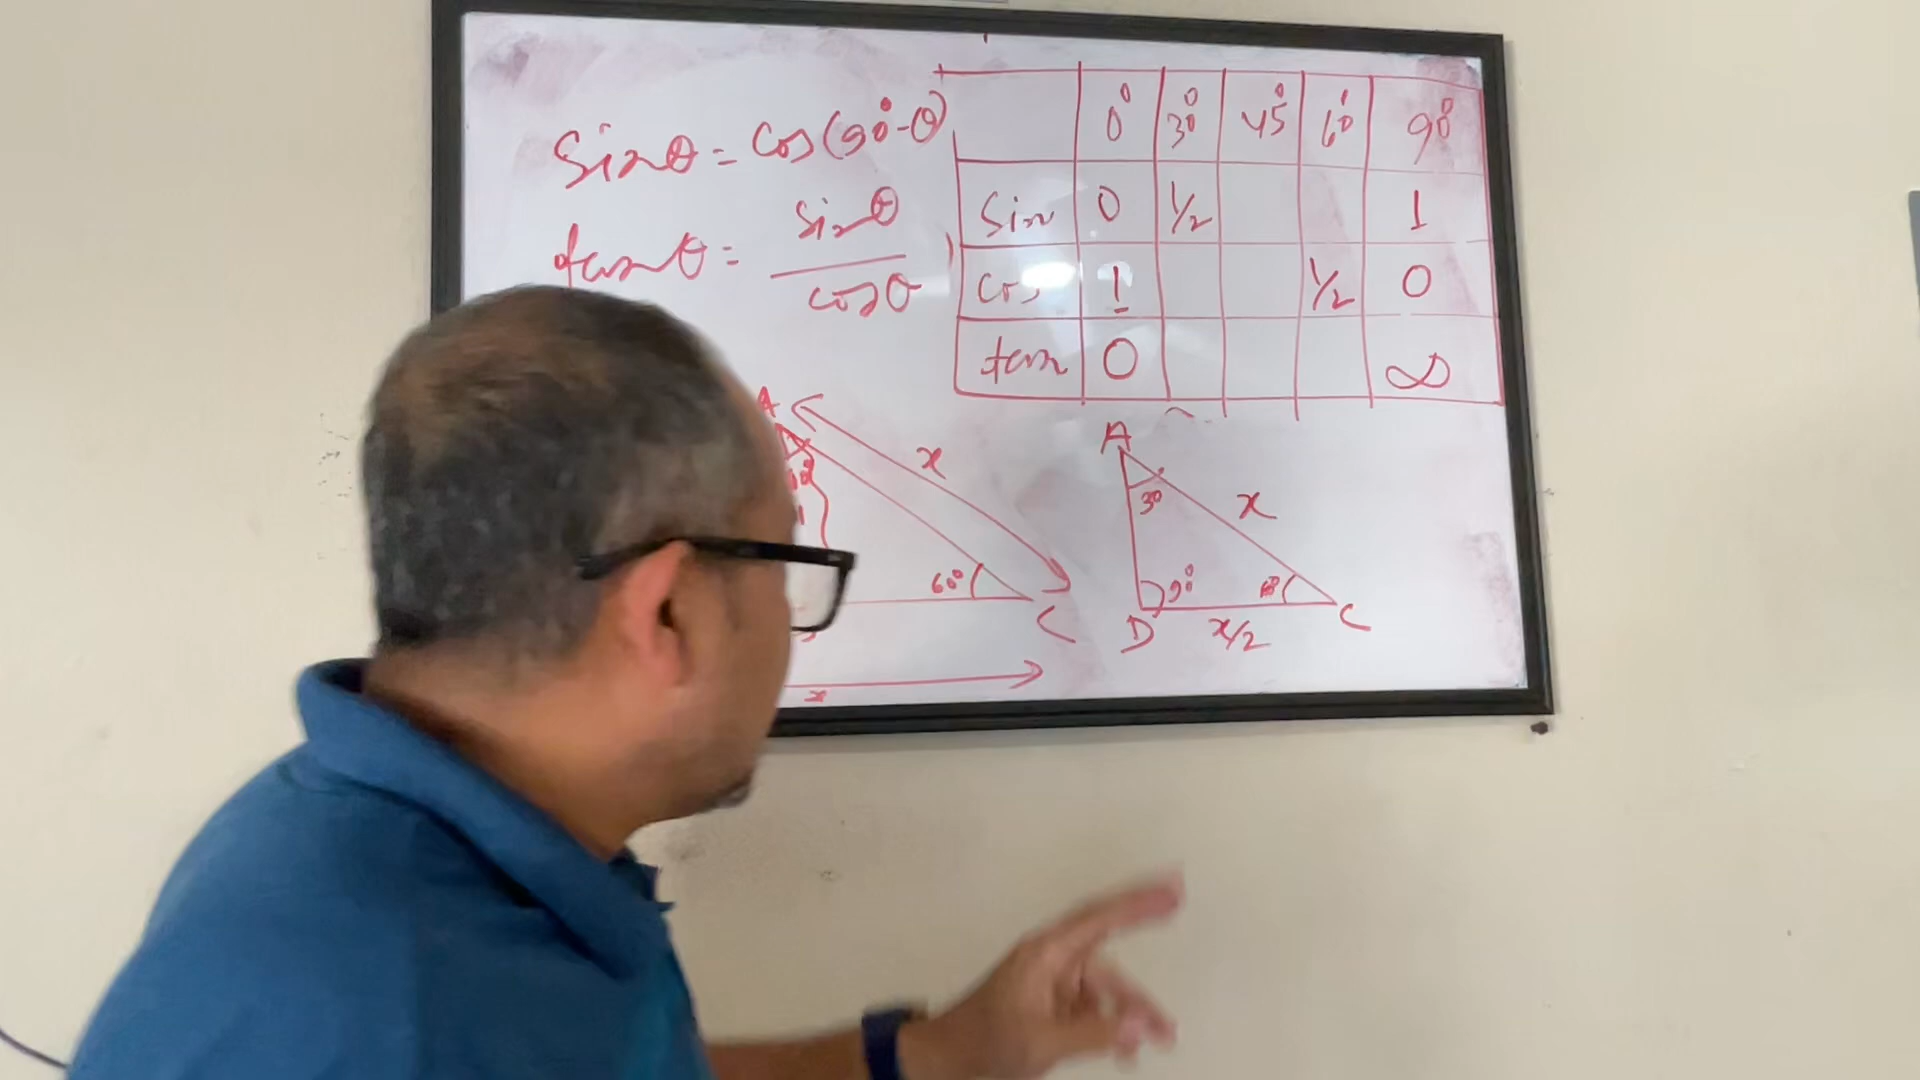 sinθ = cos(90°-θ)
tanθ = sinθ / cosθ
0° 30° 45° 60° 90°
sin 0 1/2 1
cos 1 1/2 0
tan 0 ∞
A x
60° C
x
A
30 x
90° 60°
D x/2 C